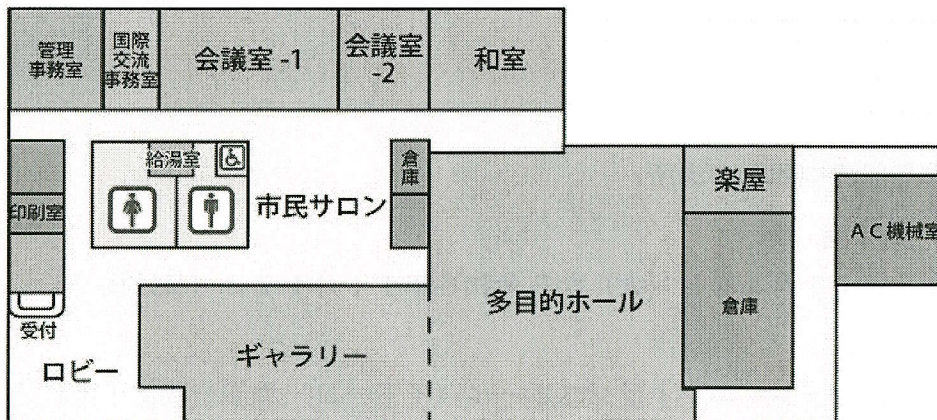 管理
事務室
国際
交流
事務室
会議室 -1
会議室
-2
和室
給湯室
倉庫
楽屋
印刷室
市民サロン
AC機械室
多目的ホール
倉庫
受付
ギャラリー
ロビー